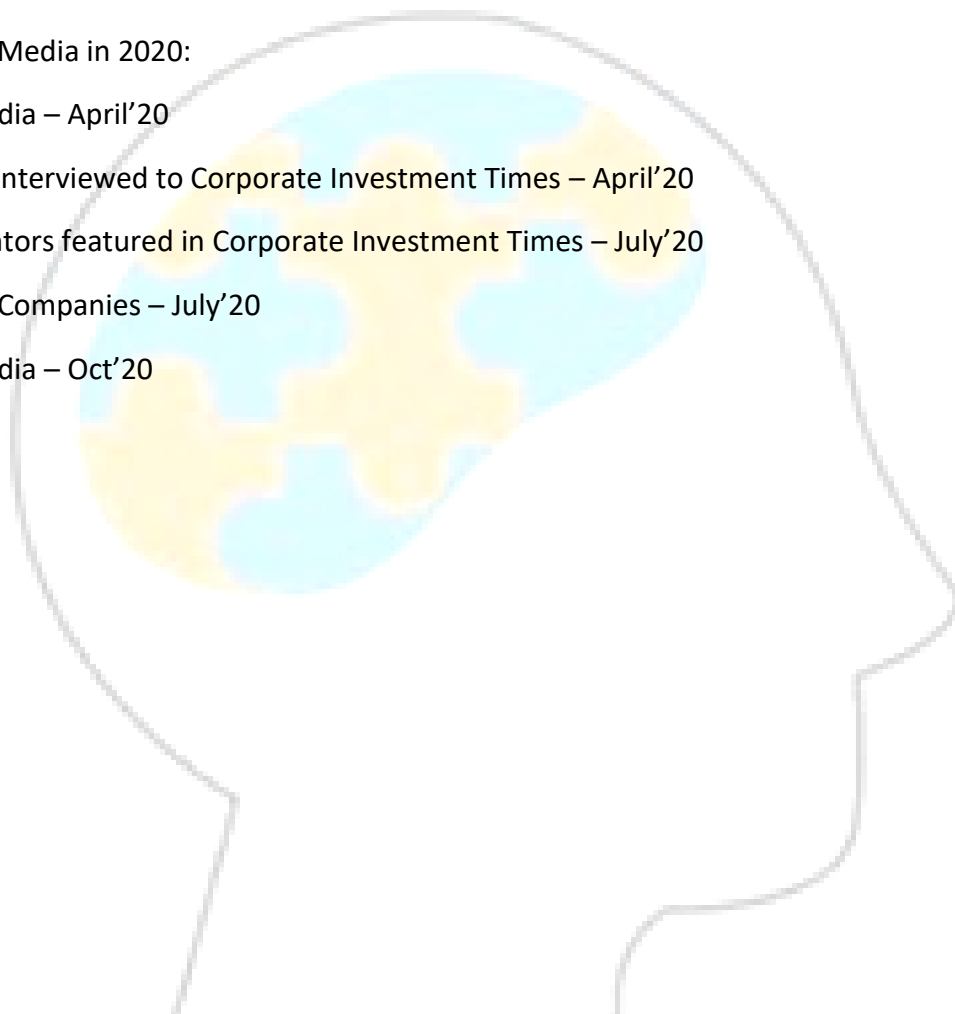 Media in 2020:
dia – April’20
nterviewed to Corporate Investment Times – April’20
tors featured in Corporate Investment Times – July’20
Companies – July’20
dia – Oct’20